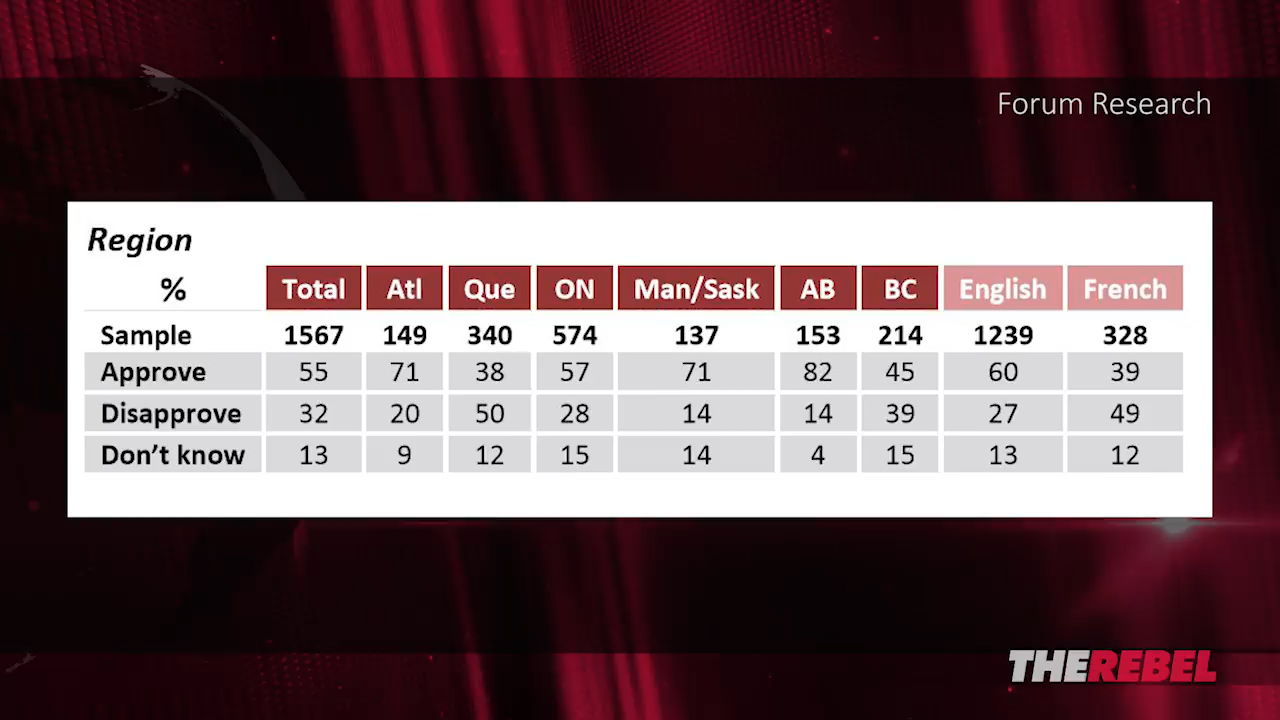 Forum Research
Region
% Total Atl Que ON Man/Sask AB BC English French
Sample 1567 149 340 574 137 153 214 1239 328
Approve 55 71 38 57 71 82 45 60 39
Disapprove 32 20 50 28 14 14 39 27 49
Don’t know 13 9 12 15 14 4 15 13 12
THEREBEL